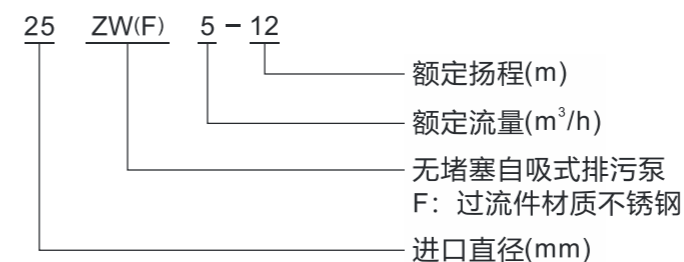 25 ZW(F) 5-12
额定扬程(m)
额定流量(m³/h)
无堵塞自吸式排污泵
F：过流件材质不锈钢
进口直径(mm)